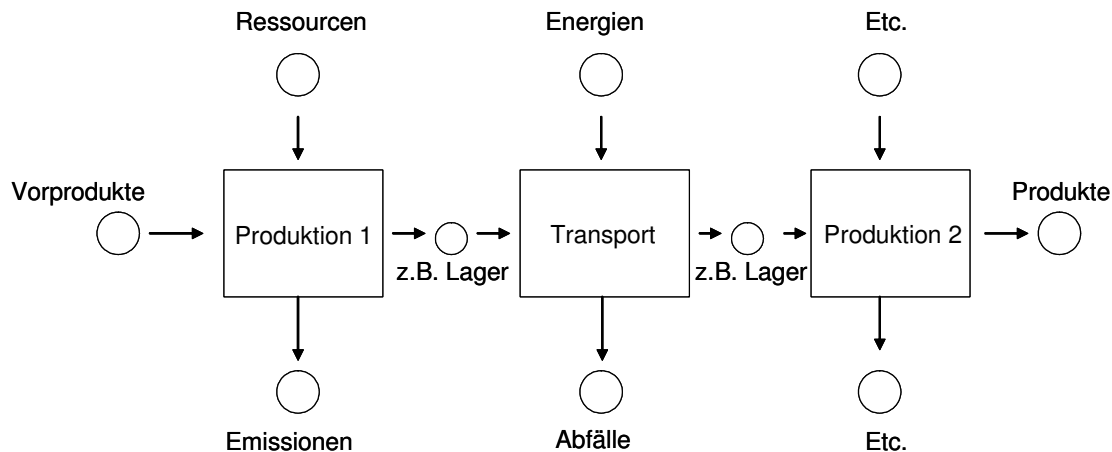 Ressourcen
Energien
Etc.
Vorprodukte
Produkte
Produktion 1
Transport
Produktion 2
z.B. Lager
z.B. Lager
Emissionen
Abfälle
Etc.